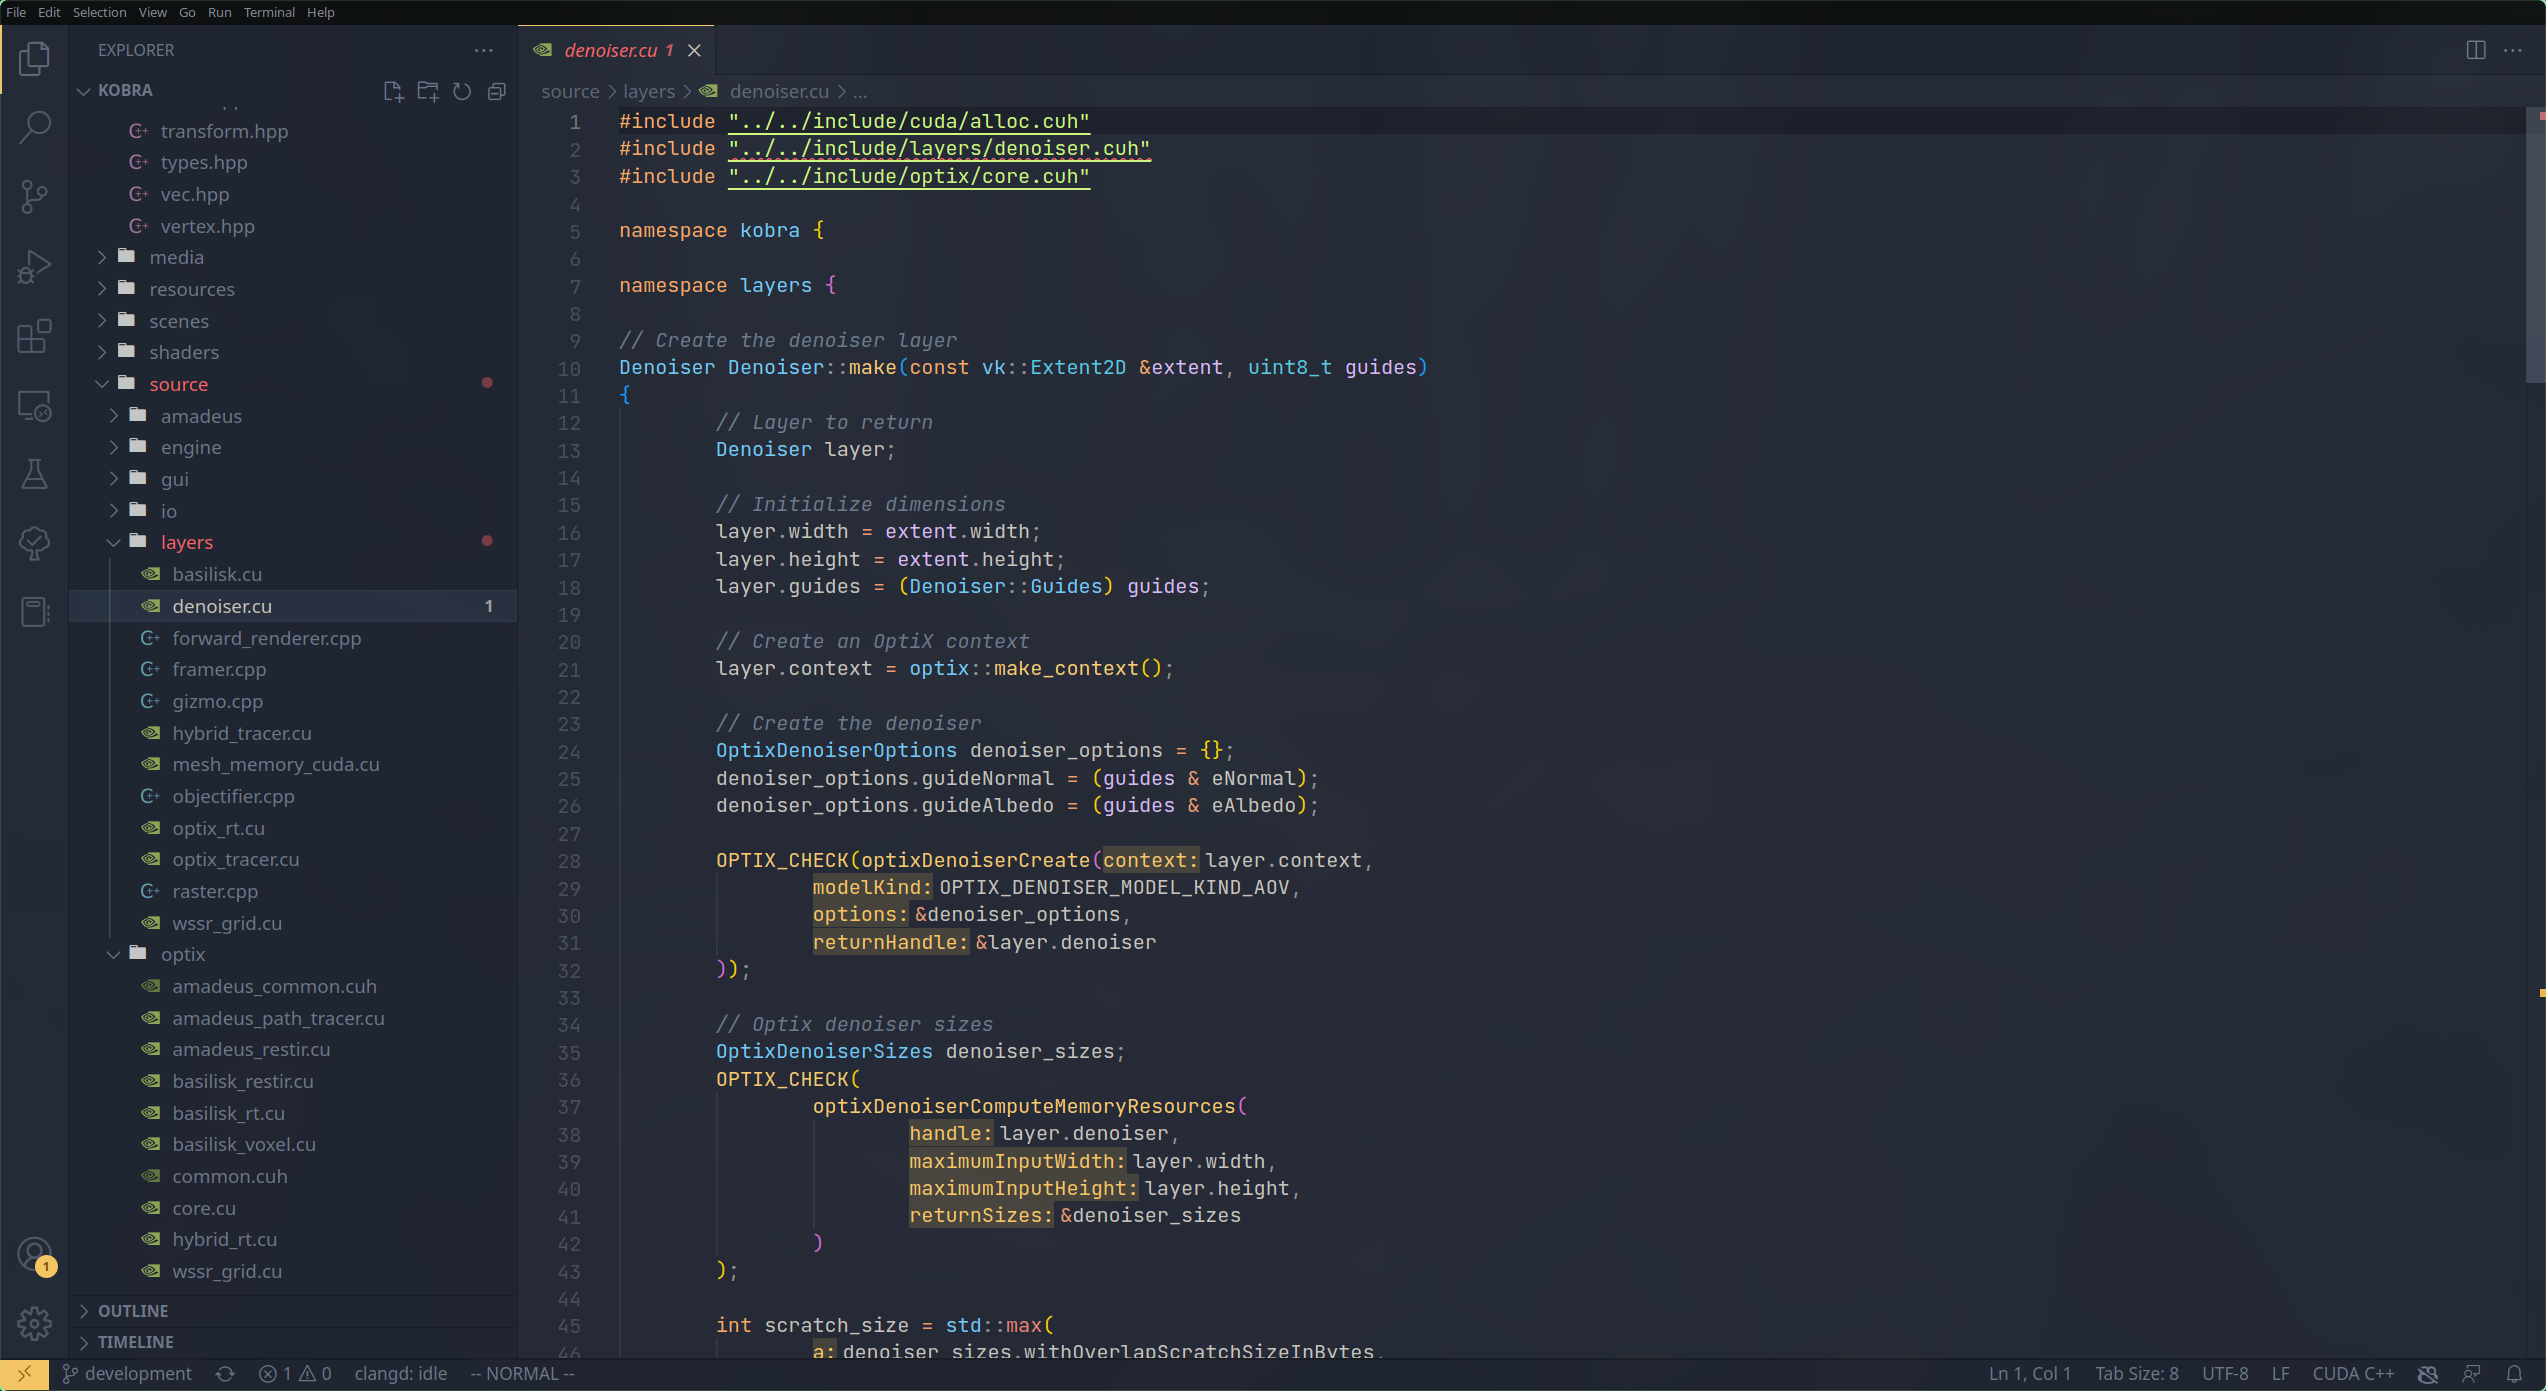 File Edit Selection View Go Run Terminal Help
EXPLORER
KOBRA
transform.hpp
types.hpp
vec.hpp
vertex.hpp
media
resources
scenes
shaders
source
amadeus
engine
gui
io
layers
basilisk.cu
denoiser.cu 1
forward_renderer.cpp
framer.cpp
gizmo.cpp
hybrid_tracer.cu
mesh_memory_cuda.cu
objectifier.cpp
optix_rt.cu
optix_tracer.cu
raster.cpp
wssr_grid.cu
optix
amadeus_common.cuh
amadeus_path_tracer.cu
amadeus_restir.cu
basilisk_restir.cu
basilisk_rt.cu
basilisk_voxel.cu
common.cuh
core.cu
hybrid_rt.cu
wssr_grid.cu
OUTLINE
TIMELINE
1
denoiser.cu 1
source > layers > denoiser.cu > ...
1 #include "../../include/cuda/alloc.cuh"
2 #include "../../include/layers/denoiser.cuh"
3 #include "../../include/optix/core.cuh"
4
5 namespace kobra {
6
7 namespace layers {
8
9 // Create the denoiser layer
10 Denoiser Denoiser::make(const vk::Extent2D &extent, uint8_t guides)
11 {
12 // Layer to return
13 Denoiser layer;
14
15 // Initialize dimensions
16 layer.width = extent.width;
17 layer.height = extent.height;
18 layer.guides = (Denoiser::Guides) guides;
19
20 // Create an OptiX context
21 layer.context = optix::make_context();
22
23 // Create the denoiser
24 OptixDenoiserOptions denoiser_options = {};
25 denoiser_options.guideNormal = (guides & eNormal);
26 denoiser_options.guideAlbedo = (guides & eAlbedo);
27
28 OPTIX_CHECK(optixDenoiserCreate(context: layer.context,
29 modelKind: OPTIX_DENOISER_MODEL_KIND_AOV,
30 options: &denoiser_options,
31 returnHandle: &layer.denoiser
32 ));
33
34 // Optix denoiser sizes
35 OptixDenoiserSizes denoiser_sizes;
36 OPTIX_CHECK(
37 optixDenoiserComputeMemoryResources(
38 handle: layer.denoiser,
39 maximumInputWidth: layer.width,
40 maximumInputHeight: layer.height,
41 returnSizes: &denoiser_sizes
42 )
43 );
44
45 int scratch_size = std::max(
46 a: denoiser_sizes.withOverlapScratchSizeInBytes,
development 1 0 clangd: idle -- NORMAL -- Ln 1, Col 1 Tab Size: 8 UTF-8 LF CUDA C++